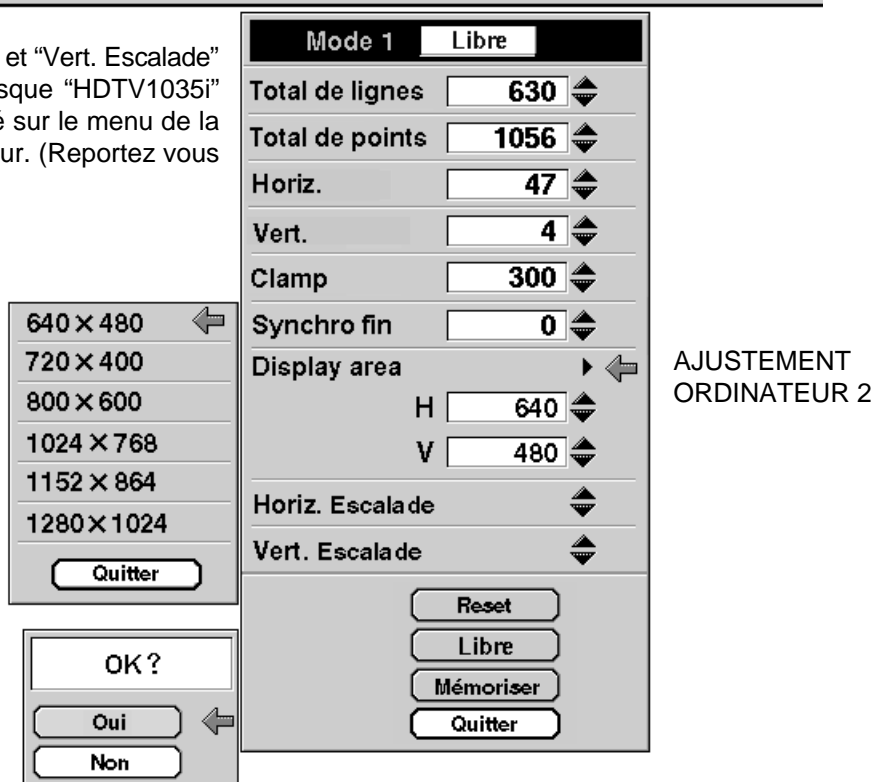 et “Vert. Escalade”
sque “HDTV1035i”
é sur le menu de la
ur. (Reportez vous
Mode 1 Libre
Total de lignes 630
Total de points 1056
Horiz. 47
Vert. 4
Clamp 300
Synchro fin 0
Display area
H 640
V 480
Horiz. Escalade
Vert. Escalade
Reset
Libre
Mémoriser
Quitter
640 × 480
720 × 400
800 × 600
1024 × 768
1152 × 864
1280 × 1024
Quitter
OK ?
Oui
Non
AJUSTEMENT
ORDINATEUR 2